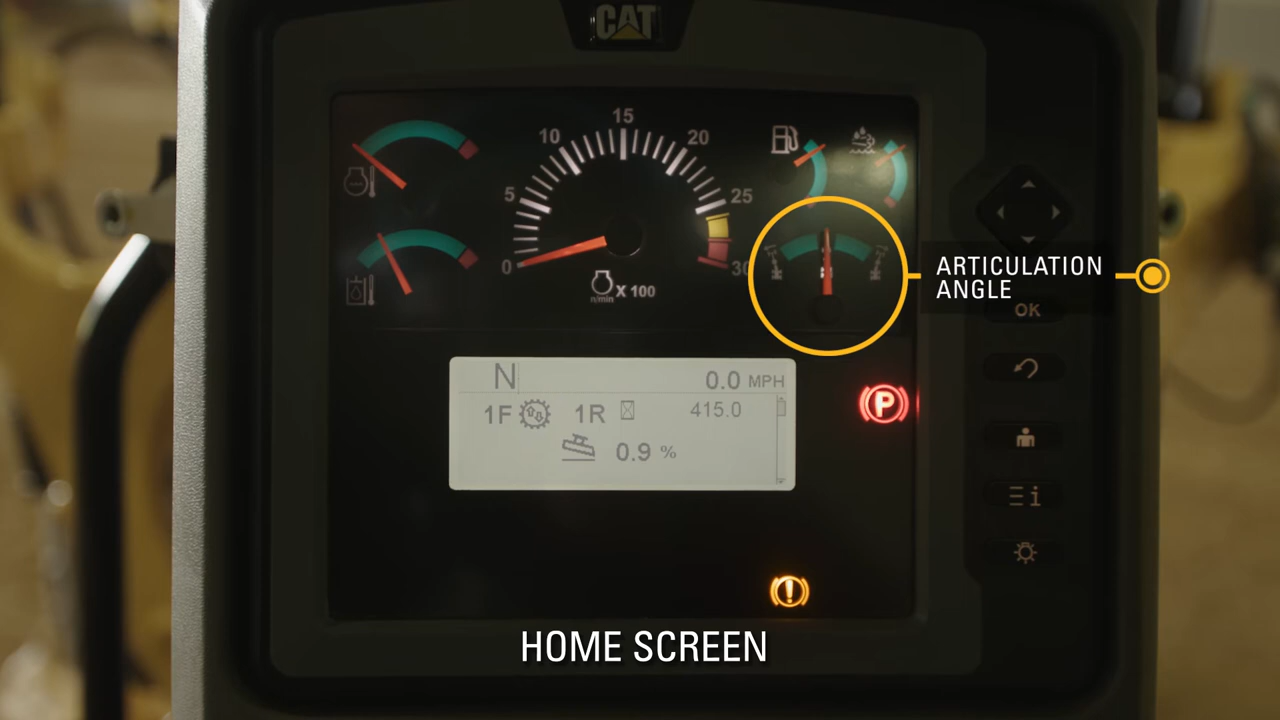 CAT
15
10
20
5
25
0
30
n/min X 100
ARTICULATION
ANGLE
OK
N
0.0 MPH
P
1F 1R 415.0
0.9 %
i
!
HOME SCREEN